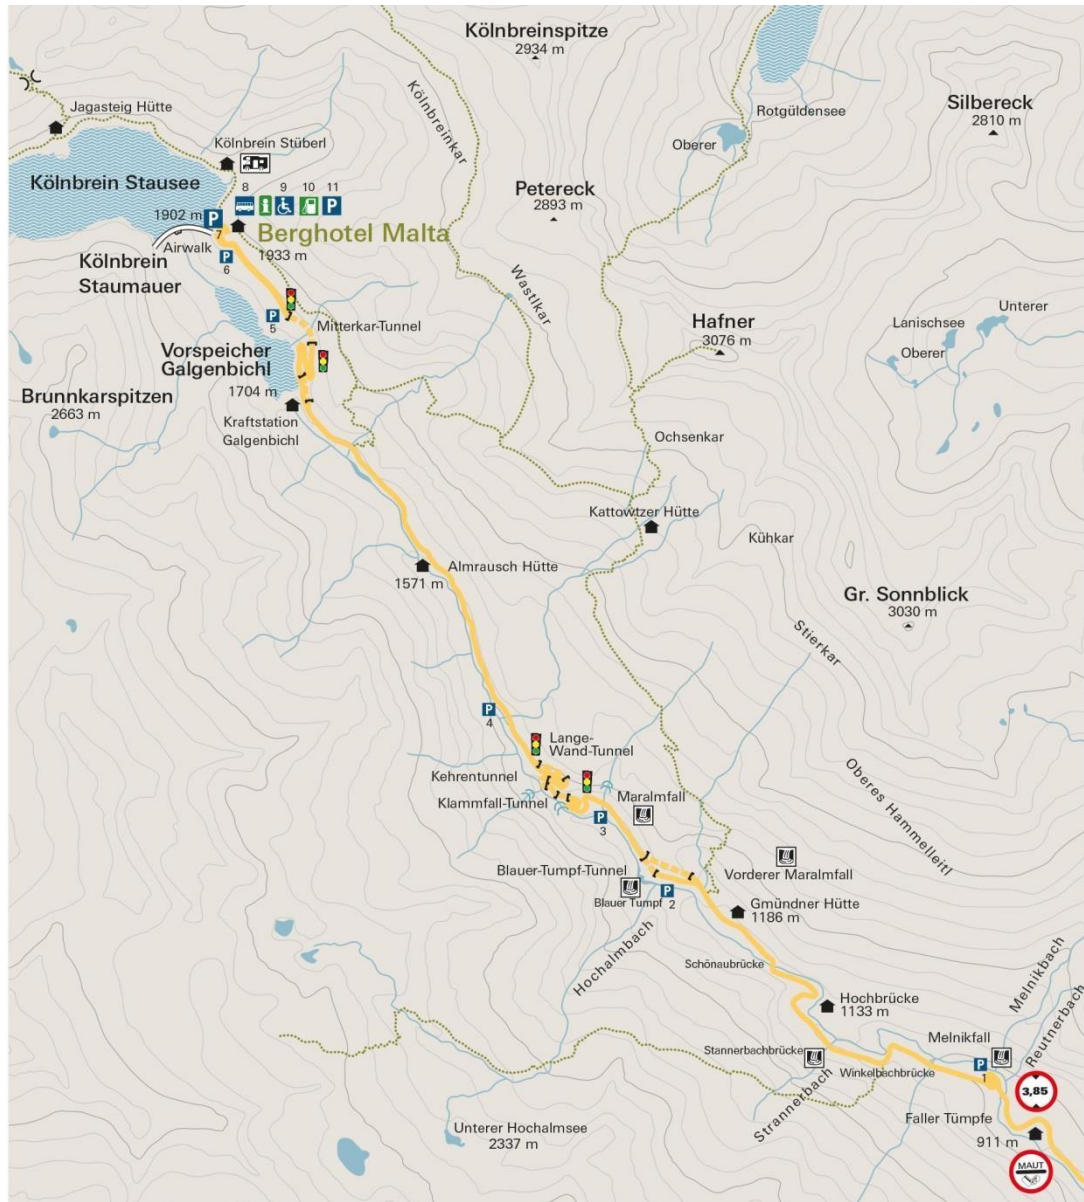 Kölnbreinspitze
2934 m
Rotgüldensee
Silbereck
2810 m
Oberer
Jagasteig Hütte
Kölnbreinkar
Kölnbrein Stüberl
Kölnbrein Stausee
8 9 10 11
P
1902 m
P
7
Berghotel Malta
1933 m
Petereck
2893 m
Airwalk
P
6
Kölnbrein
Staumauer
Wastlkar
P
5
Mitterkar-Tunnel
Hafner
3076 m
Unterer
Lanischsee
Oberer
Vorspeicher
Galgenbichl
1704 m
Brunnkarspitzen
2663 m
Kraftstation
Galgenbichl
Ochsenkar
Kattowtzer Hütte
Kühkar
Almrausch Hütte
1571 m
Gr. Sonnblick
3030 m
Stierkar
P
4
Lange-
Wand-Tunnel
Kehrentunnel
Klammfall-Tunnel
Maralmfall
P
3
Oberes Hammelleitl
Blauer-Tumpf-Tunnel
Blauer Tumpf
P
2
Vorderer Maralmfall
Gmündner Hütte
1186 m
Hochalmbach
Schönaubrücke
Hochbrücke
1133 m
Melnikbach
Reutnerbach
Melnikfall
Stannerbachbrücke
Winkelbachbrücke
P
1
3,85
Strannerbach
Faller Tümpfe
911 m
Unterer Hochalmsee
2337 m
MAUT